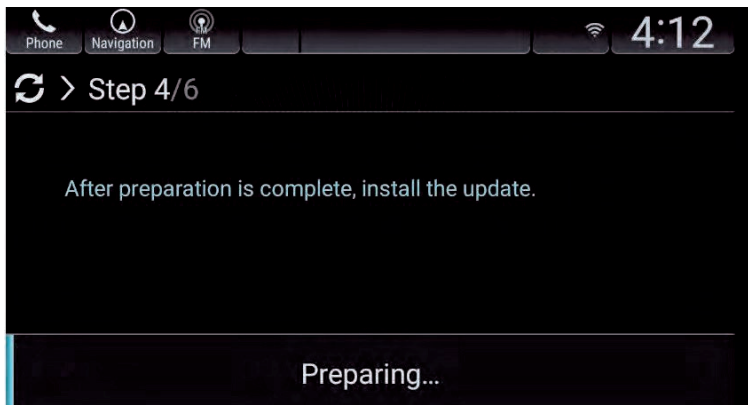 Phone
Navigation
FM
4:12
Step 4/6
After preparation is complete, install the update.
Preparing...